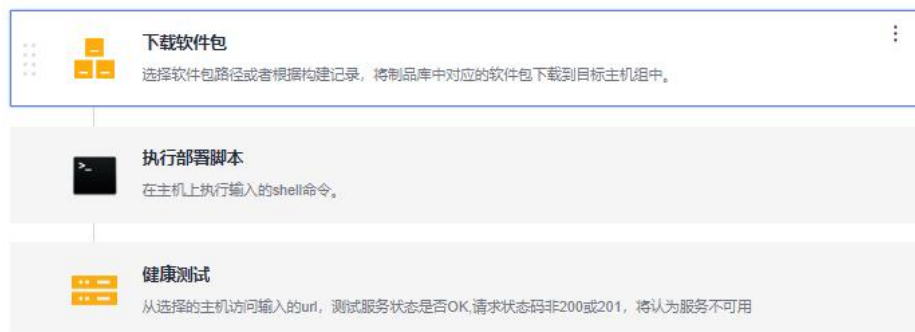 下载软件包
选择软件包路径或者根据构建记录，将制品库中对应的软件包下载到目标主机组中。
执行部署脚本
在主机上执行输入的shell命令。
健康测试
从选择的主机访问输入的url，测试服务状态是否OK,请求状态码非200或201，将认为服务不可用